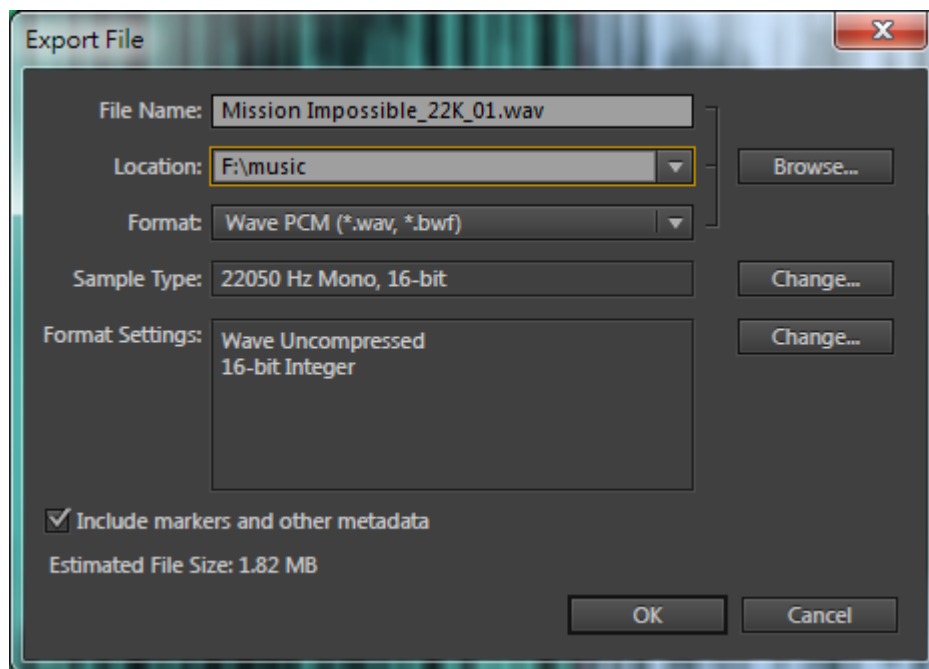 Export File
File Name: Mission Impossible_22K_01.wav
Location: F:\music Browse...
Format: Wave PCM (*.wav, *.bwf)
Sample Type: 22050 Hz Mono, 16-bit Change...
Format Settings: Wave Uncompressed Change...
16-bit Integer
Include markers and other metadata
Estimated File Size: 1.82 MB
OK Cancel